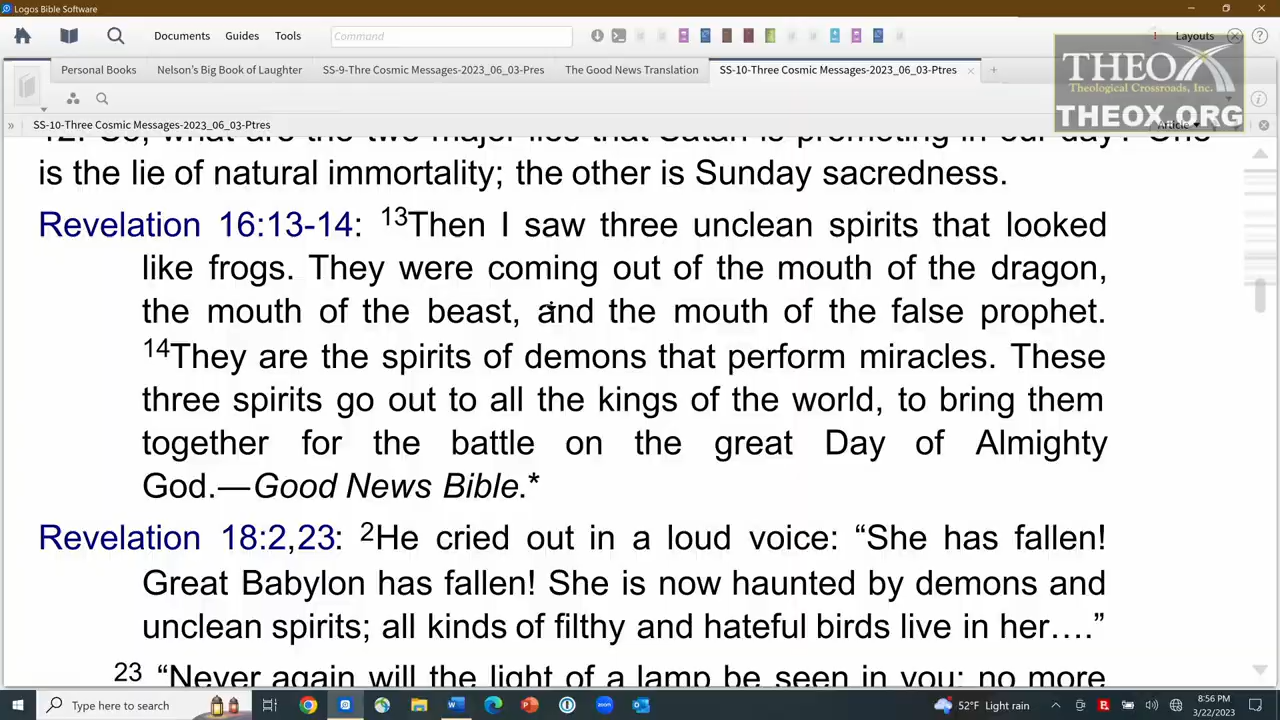 Logos Bible Software
Documents Guides Tools Command Layouts
THEOX
Theological Crossroads, Inc.
THEOX.ORG
Personal Books Nelson's Big Book of Laughter SS-9-Thre Cosmic Messages-2023_06_03-Pres The Good News Translation SS-10-Three Cosmic Messages-2023_06_03-Ptres
SS-10-Three Cosmic Messages-2023_06_03-Ptres Article
is the lie of natural immortality; the other is Sunday sacredness.
Revelation 16:13-14: 13Then I saw three unclean spirits that looked
like frogs. They were coming out of the mouth of the dragon,
the mouth of the beast, and the mouth of the false prophet.
14They are the spirits of demons that perform miracles. These
three spirits go out to all the kings of the world, to bring them
together for the battle on the great Day of Almighty
God.—Good News Bible.*
Revelation 18:2,23: 2He cried out in a loud voice: “She has fallen!
Great Babylon has fallen! She is now haunted by demons and
unclean spirits; all kinds of filthy and hateful birds live in her….”
23 “Never again will the light of a lamp be seen in you; no more
Type here to search 52°F Light rain 8:56 PM
3/22/2023